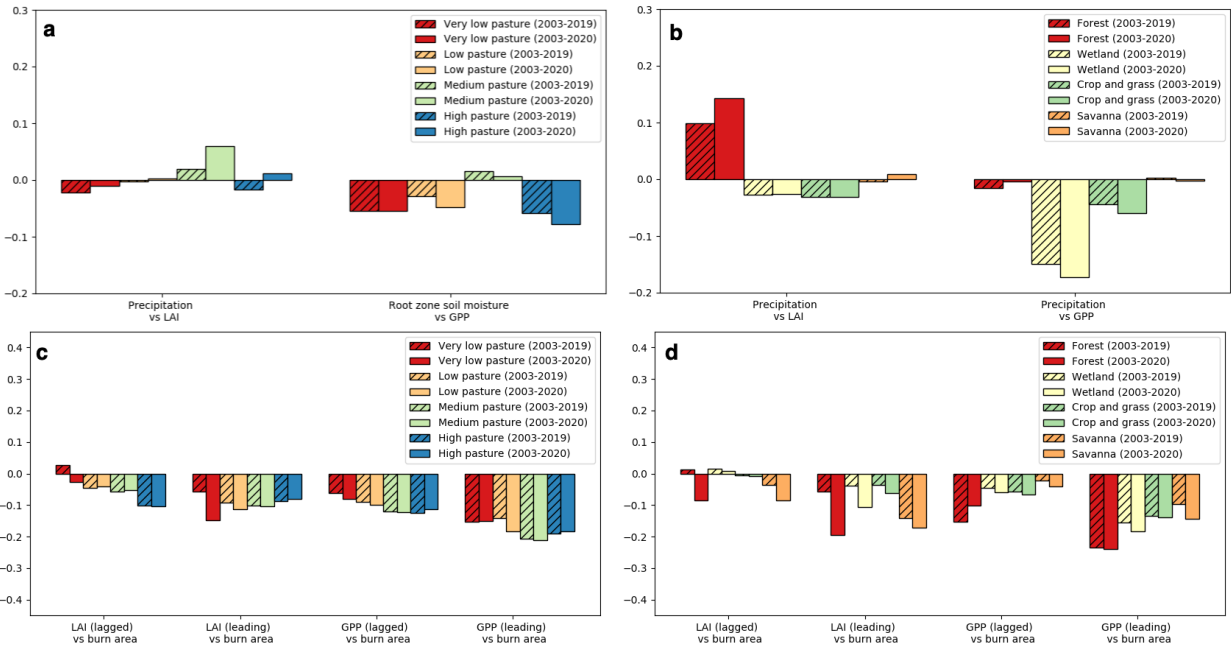 a
0.3
0.2
0.1
0.0
−0.1
−0.2
Very low pasture (2003-2019)
Very low pasture (2003-2020)
Low pasture (2003-2019)
Low pasture (2003-2020)
Medium pasture (2003-2019)
Medium pasture (2003-2020)
High pasture (2003-2019)
High pasture (2003-2020)
Precipitation
vs LAI
Root zone soil moisture
vs GPP
b
0.3
0.2
0.1
0.0
−0.1
−0.2
Forest (2003-2019)
Forest (2003-2020)
Wetland (2003-2019)
Wetland (2003-2020)
Crop and grass (2003-2019)
Crop and grass (2003-2020)
Savanna (2003-2019)
Savanna (2003-2020)
Precipitation
vs LAI
Precipitation
vs GPP
c
0.4
0.3
0.2
0.1
0.0
−0.1
−0.2
−0.3
−0.4
Very low pasture (2003-2019)
Very low pasture (2003-2020)
Low pasture (2003-2019)
Low pasture (2003-2020)
Medium pasture (2003-2019)
Medium pasture (2003-2020)
High pasture (2003-2019)
High pasture (2003-2020)
LAI (lagged)
vs burn area
LAI (leading)
vs burn area
GPP (lagged)
vs burn area
GPP (leading)
vs burn area
d
0.4
0.3
0.2
0.1
0.0
−0.1
−0.2
−0.3
−0.4
Forest (2003-2019)
Forest (2003-2020)
Wetland (2003-2019)
Wetland (2003-2020)
Crop and grass (2003-2019)
Crop and grass (2003-2020)
Savanna (2003-2019)
Savanna (2003-2020)
LAI (lagged)
vs burn area
LAI (leading)
vs burn area
GPP (lagged)
vs burn area
GPP (leading)
vs burn area